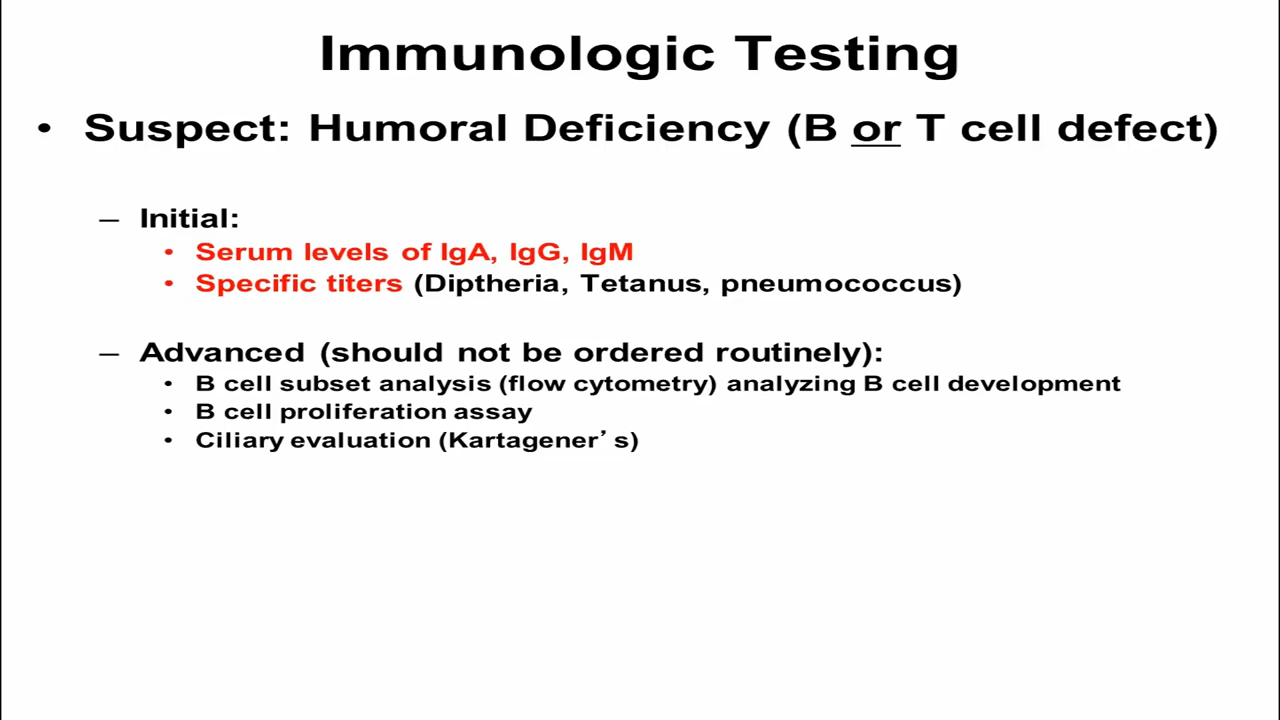 Immunologic Testing
• Suspect: Humoral Deficiency (B or T cell defect)
– Initial:
• Serum levels of IgA, IgG, IgM
• Specific titers (Diptheria, Tetanus, pneumococcus)
– Advanced (should not be ordered routinely):
• B cell subset analysis (flow cytometry) analyzing B cell development
• B cell proliferation assay
• Ciliary evaluation (Kartagener’s)